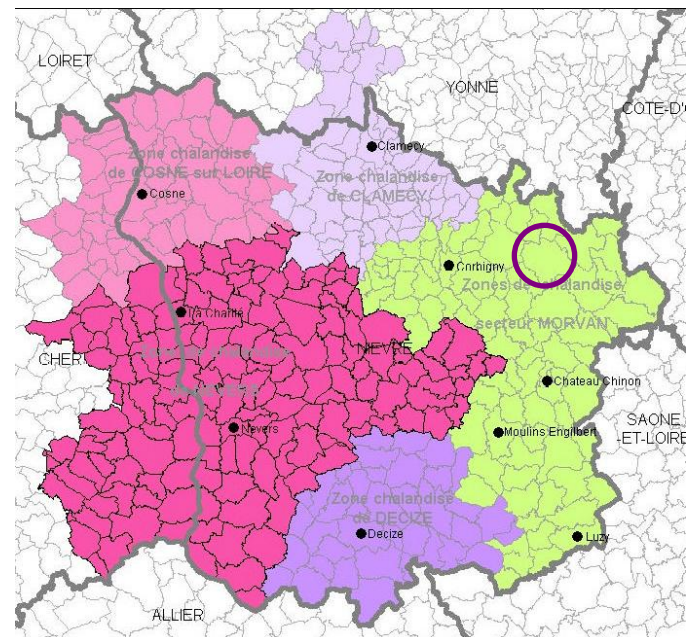 LOIRET
YONNE
COTE-D'
Clamecy
Zone chalandise
de COSNE sur LOIRE
Zone chalandise
de CLAMECY
Cosne
Corbigny
Zones de chalandise
secteur MORVAN
La Charité
CHER
NIEVRE
Chateau Chinon
SAONE
-ET-LOIRE
Nevers
Moulins Engilbert
Zone chalandise
de DECIZE
Decize
Luzy
ALLIER